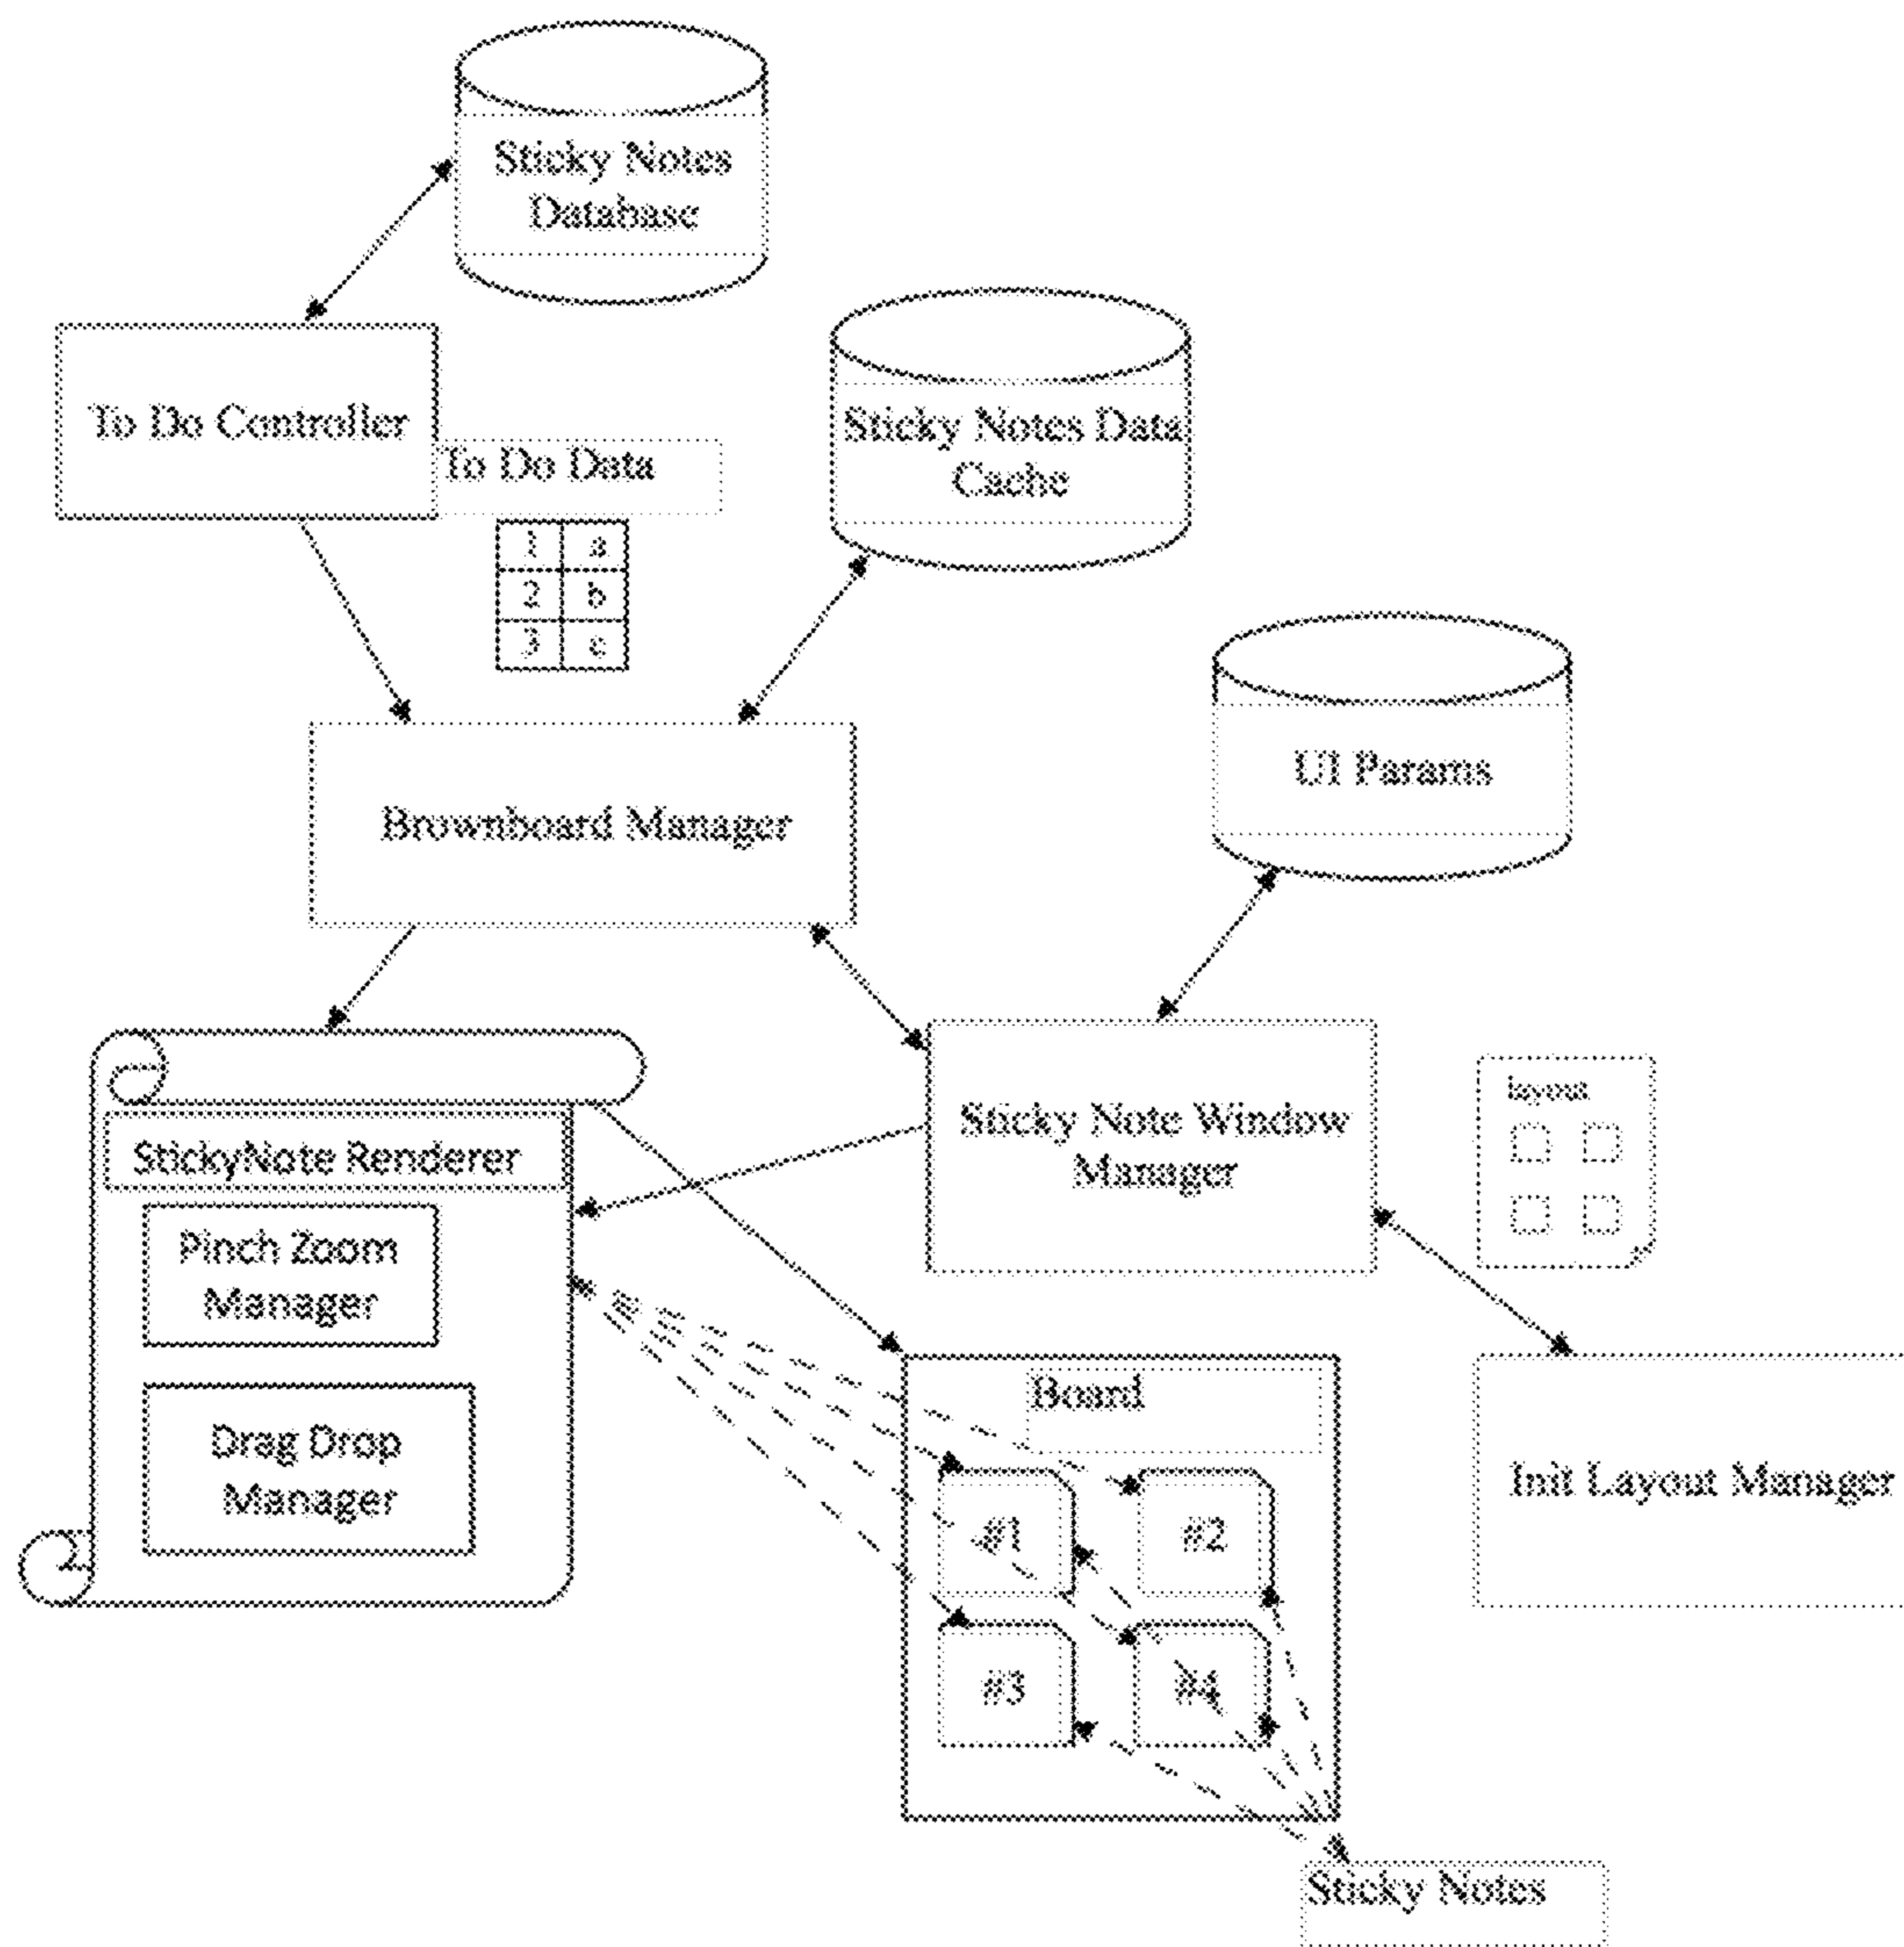 Sticky Notes
Database
To Do Controller
To Do Data
1 a
2 b
3 c
Sticky Notes Data
Cache
Brownboard Manager
UI Params
StickyNote Renderer
Pinch Zoom
Manager
Drag Drop
Manager
Sticky Note Window
Manager
layout
Board
#1
#2
#3
#4
Init Layout Manager
Sticky Notes